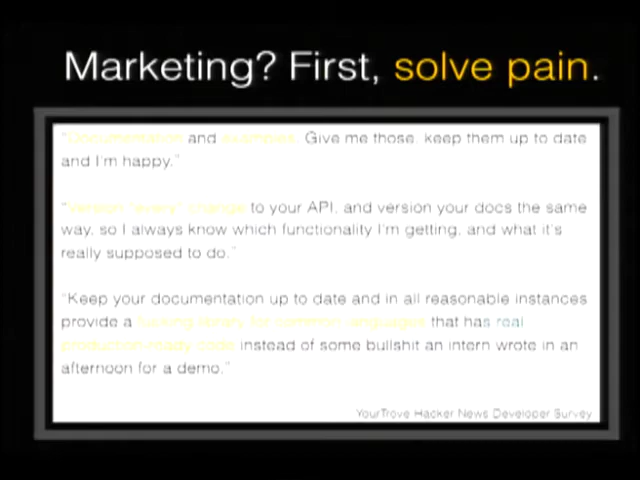 Marketing? First, solve pain.
"Documentation and examples. Give me those, keep them up to date
and I'm happy."
"Version *every* change to your API, and version your docs the same
way, so I always know which functionality I'm getting, and what it's
really supposed to do."
"Keep your documentation up to date and in all reasonable instances
provide a fucking library for common languages that has real
production-ready code instead of some bullshit an intern wrote in an
afternoon for a demo."
YourTrove Hacker News Developer Survey